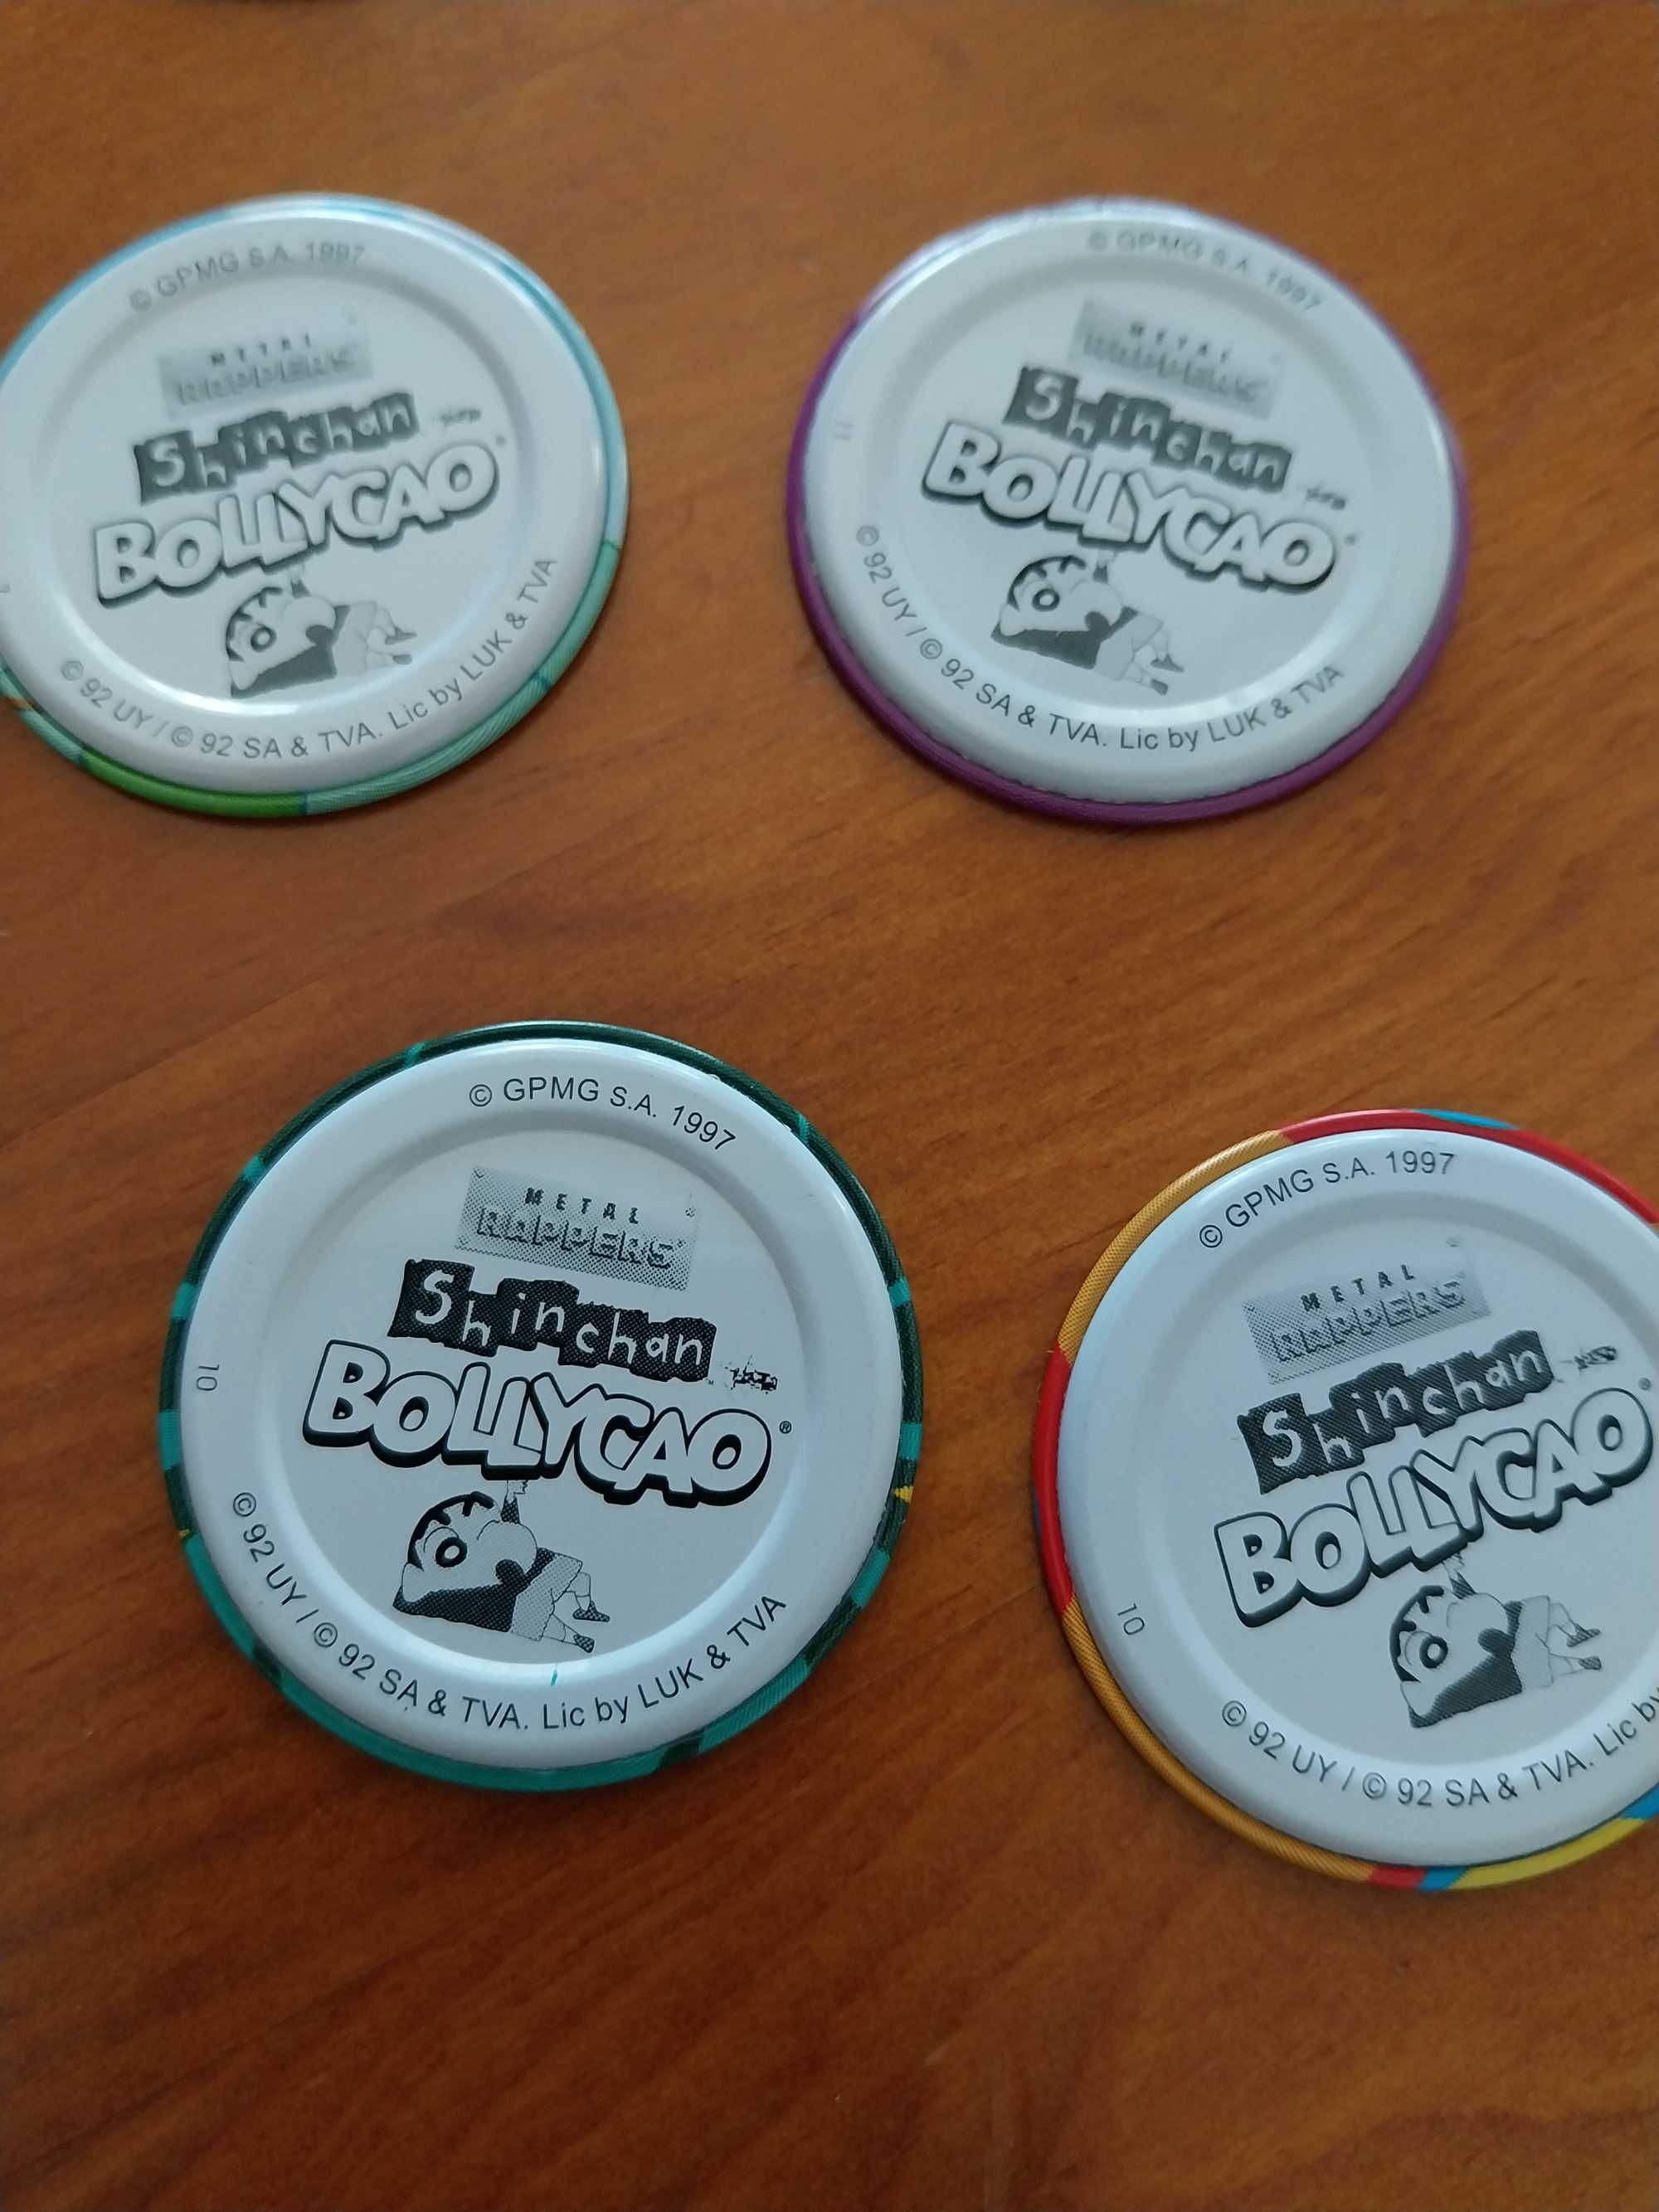 © GPMG S.A. 1997
METAL
RAPPERS
Shinchan
BOLLYCAO
© 92 UY / © 92 SA & TVA. Lic by LUK & TVA
© GPMG S.A. 1997
METAL
RAPPERS
Shinchan
BOLLYCAO
11
© 92 UY / © 92 SA & TVA. Lic by LUK & TVA
© GPMG S.A. 1997
METAL
RAPPERS
Shinchan
BOLLYCAO®
10
© 92 UY / © 92 SA & TVA. Lic by LUK & TVA
© GPMG S.A. 1997
METAL
RAPPERS
Shinchan
BOLLYCAO
10
© 92 UY / © 92 SA & TVA. Lic by